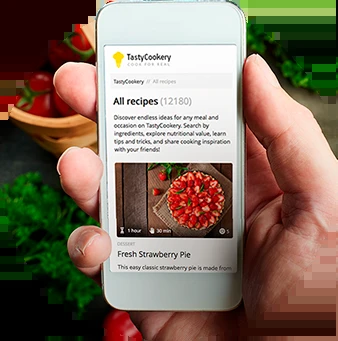 TastyCookery
COOK FOR REAL
TastyCookery // All recipes
All recipes (12180)
Discover endless ideas for any meal and
occasion on TastyCookery. Search by
ingredients, explore nutritional value, learn
tips and tricks, and share cooking inspiration
with your friends!
1 hour 30 min 5
DESSERT
Fresh Strawberry Pie
This easy classic strawberry pie is made from